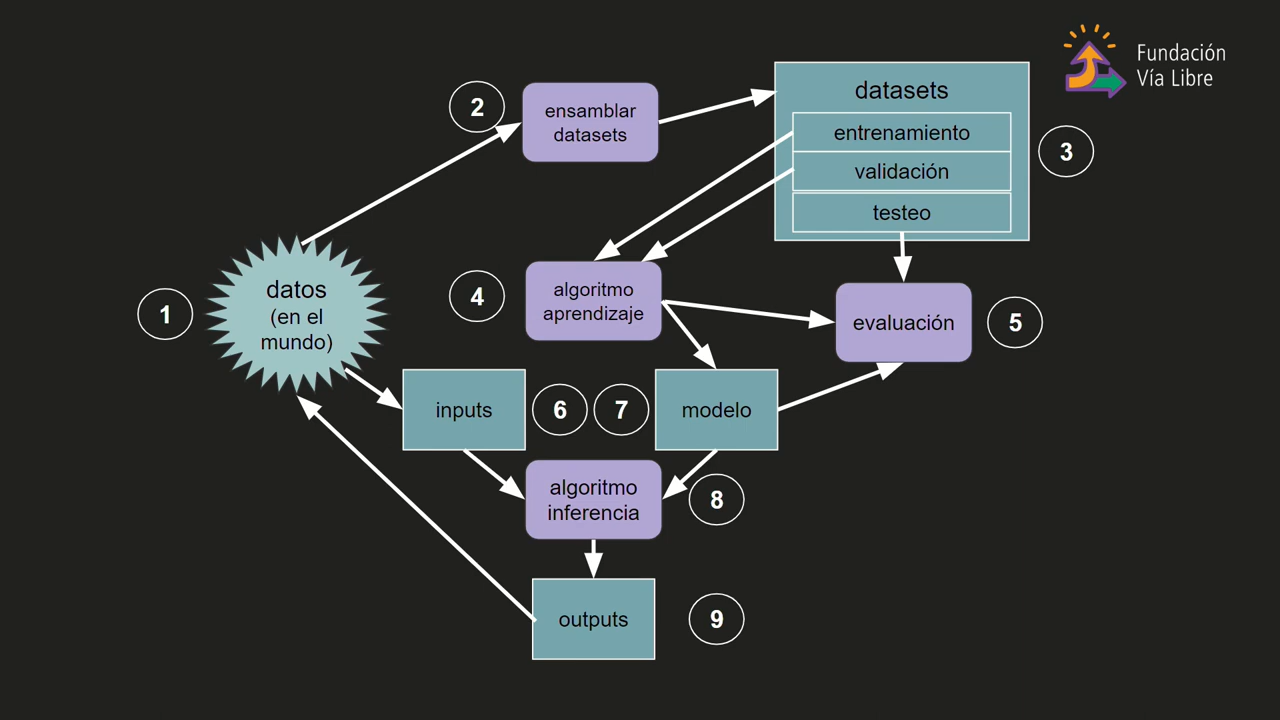 Fundación
Vía Libre
2
ensamblar
datasets
datasets
entrenamiento
validación
testeo
3
1
datos
(en el
mundo)
4
algoritmo
aprendizaje
evaluación
5
inputs
6
7
modelo
algoritmo
inferencia
8
outputs
9